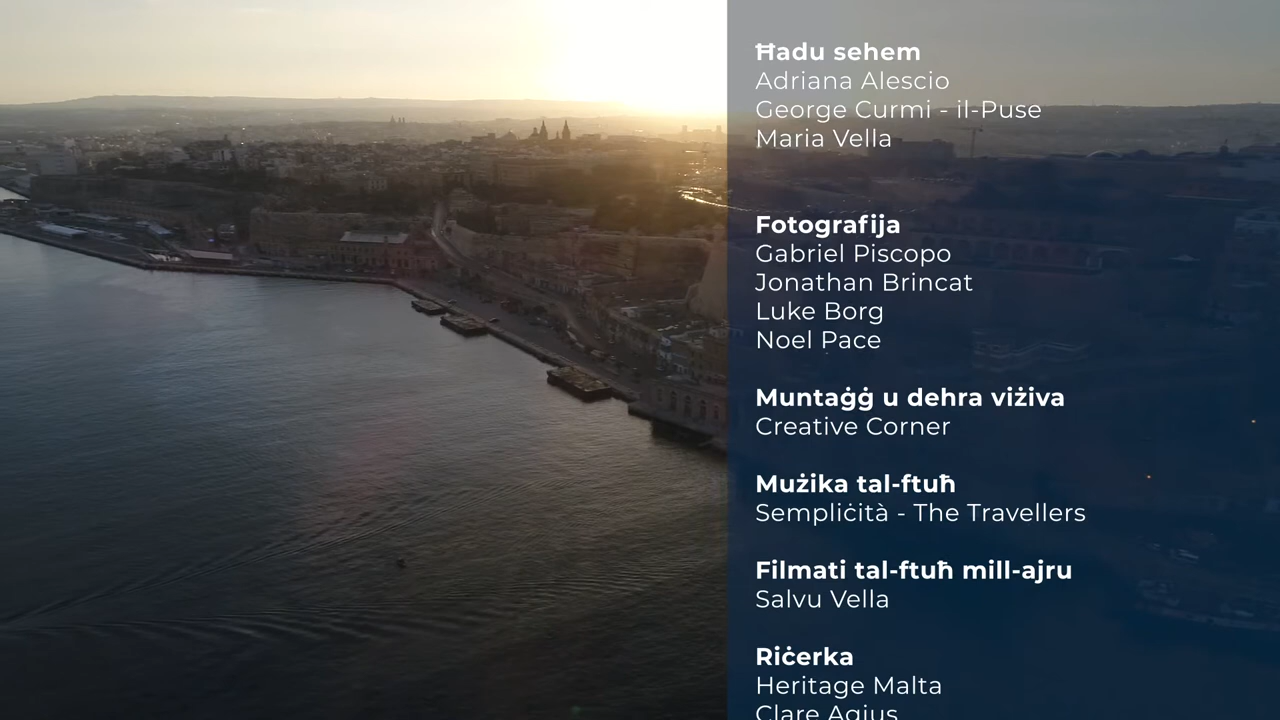 Ħadu sehem
Adriana Alescio
George Curmi - il-Puse
Maria Vella
Fotografija
Gabriel Piscopo
Jonathan Brincat
Luke Borg
Noel Pace
Muntaġġ u dehra viżiva
Creative Corner
Mużika tal-ftuħ
Sempliċità - The Travellers
Filmati tal-ftuħ mill-ajru
Salvu Vella
Riċerka
Heritage Malta
Clare Agius